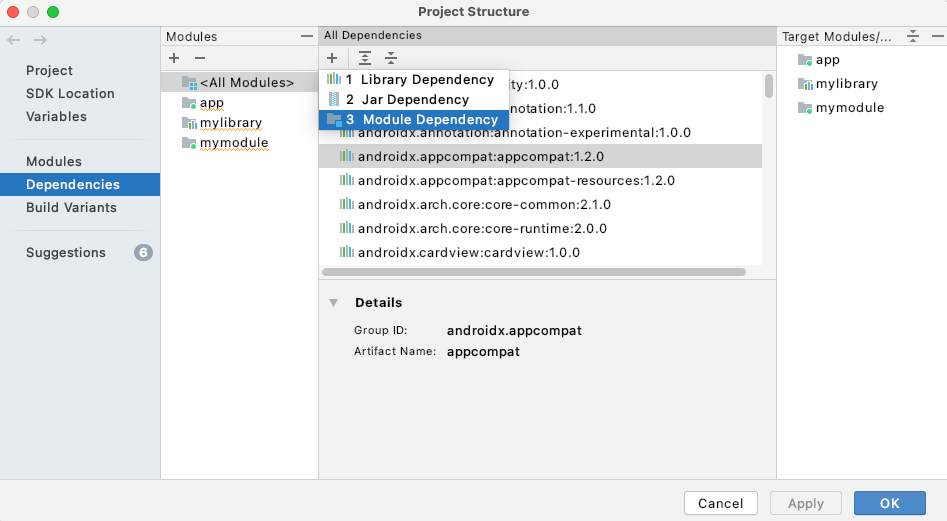 Project Structure
Project
SDK Location
Variables
Modules
Dependencies
Build Variants
Suggestions 6
Modules
<All Modules>
app
mylibrary
mymodule
All Dependencies
1 Library Dependency
2 Jar Dependency
3 Module Dependency
ty:1.0.0
notation:1.1.0
androidx.annotation:annotation-experimental:1.0.0
androidx.appcompat:appcompat:1.2.0
androidx.appcompat:appcompat-resources:1.2.0
androidx.arch.core:core-common:2.1.0
androidx.arch.core:core-runtime:2.0.0
androidx.cardview:cardview:1.0.0
Details
Group ID: androidx.appcompat
Artifact Name: appcompat
Target Modules/...
app
mylibrary
mymodule
Cancel
Apply
OK